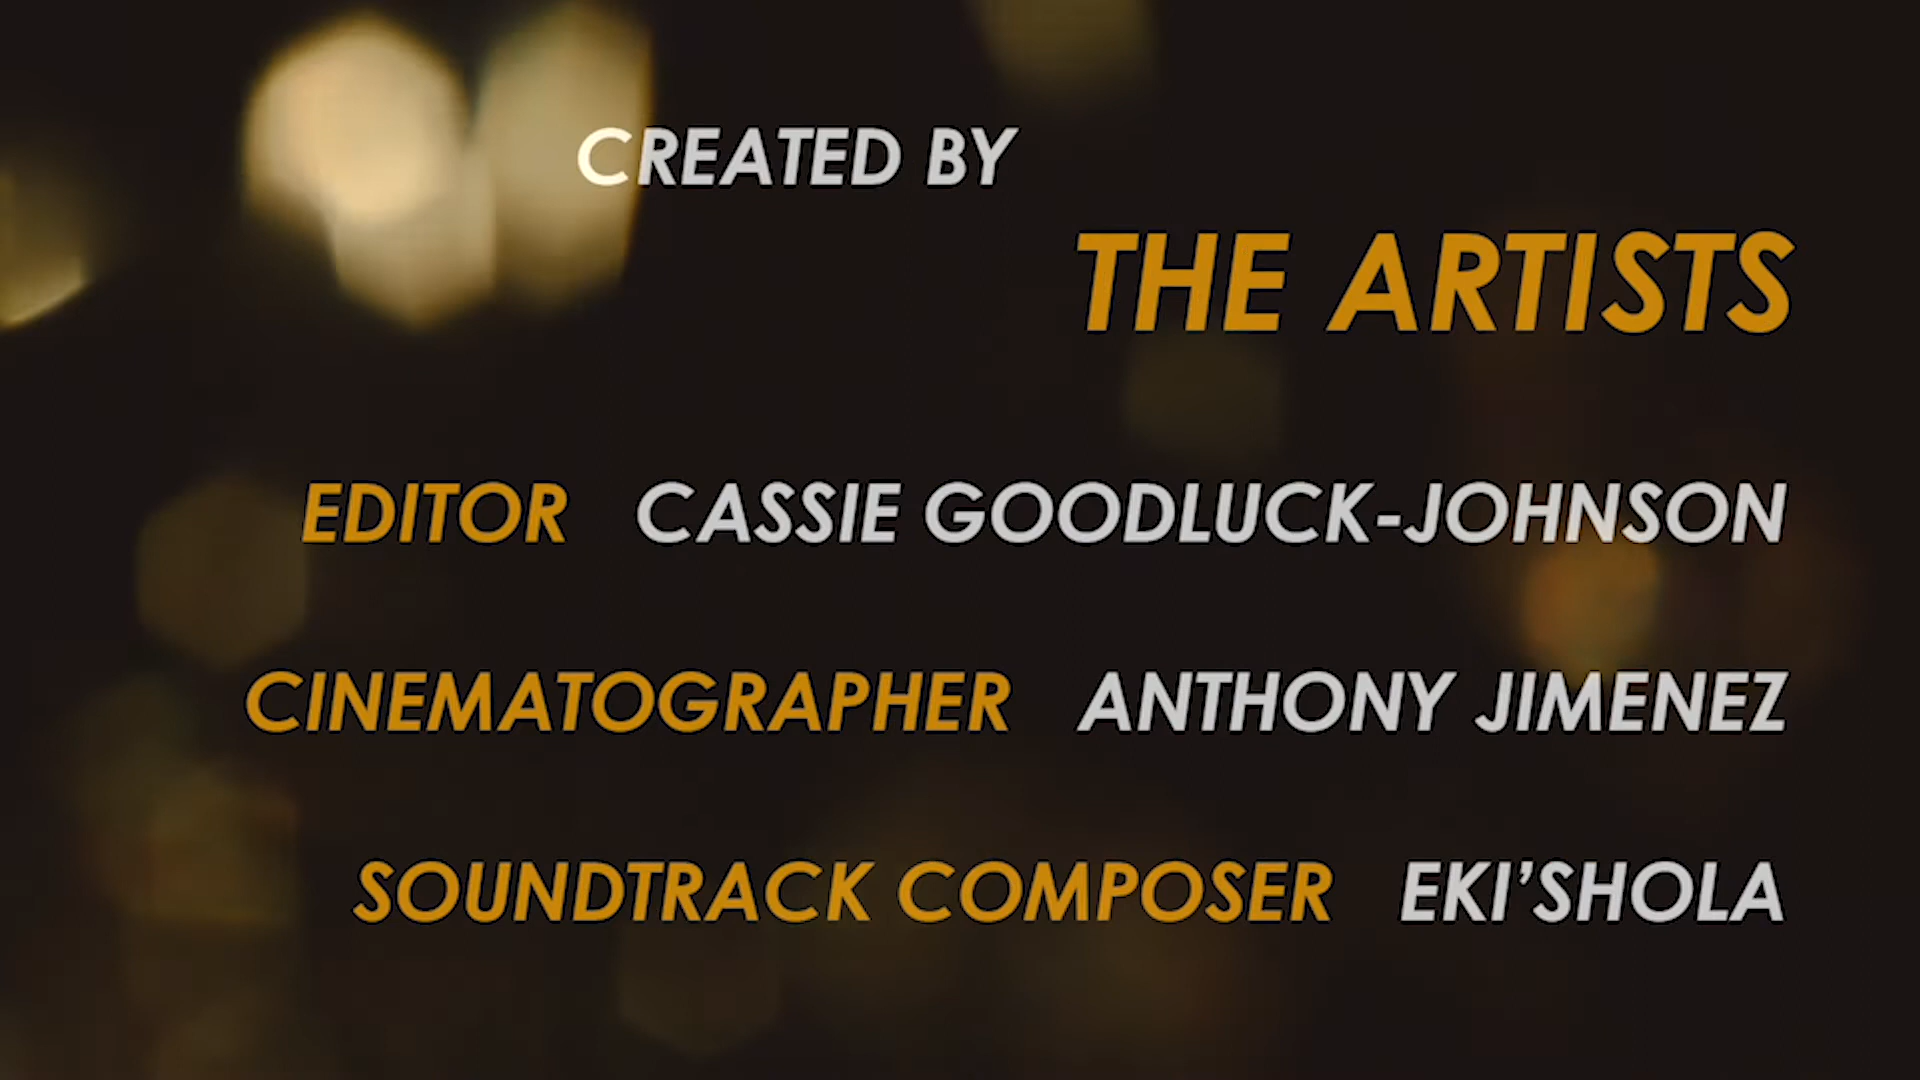 CREATED BY
THE ARTISTS
EDITOR CASSIE GOODLUCK-JOHNSON
CINEMATOGRAPHER ANTHONY JIMENEZ
SOUNDTRACK COMPOSER EKI’SHOLA